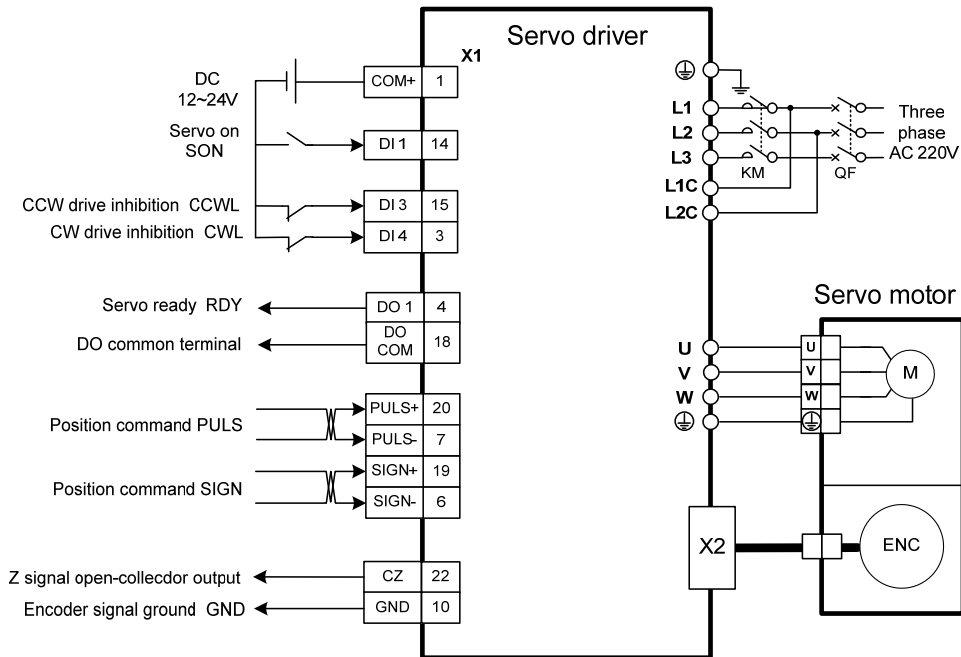 Servo driver
X1
DC
12~24V
COM+ 1
Servo on
SON
DI 1 14
CCW drive inhibition CCWL
DI 3 15
CW drive inhibition CWL
DI 4 3
Servo ready RDY
DO 1 4
DO common terminal
DO
COM
18
Position command PULS
PULS+ 20
PULS- 7
Position command SIGN
SIGN+ 19
SIGN- 6
Z signal open-collecdor output
CZ 22
Encoder signal ground GND
GND 10
L1
L2
L3
L1C
L2C
KM
QF
Three
phase
AC 220V
Servo motor
U
V
W
U
V
W
M
X2
ENC